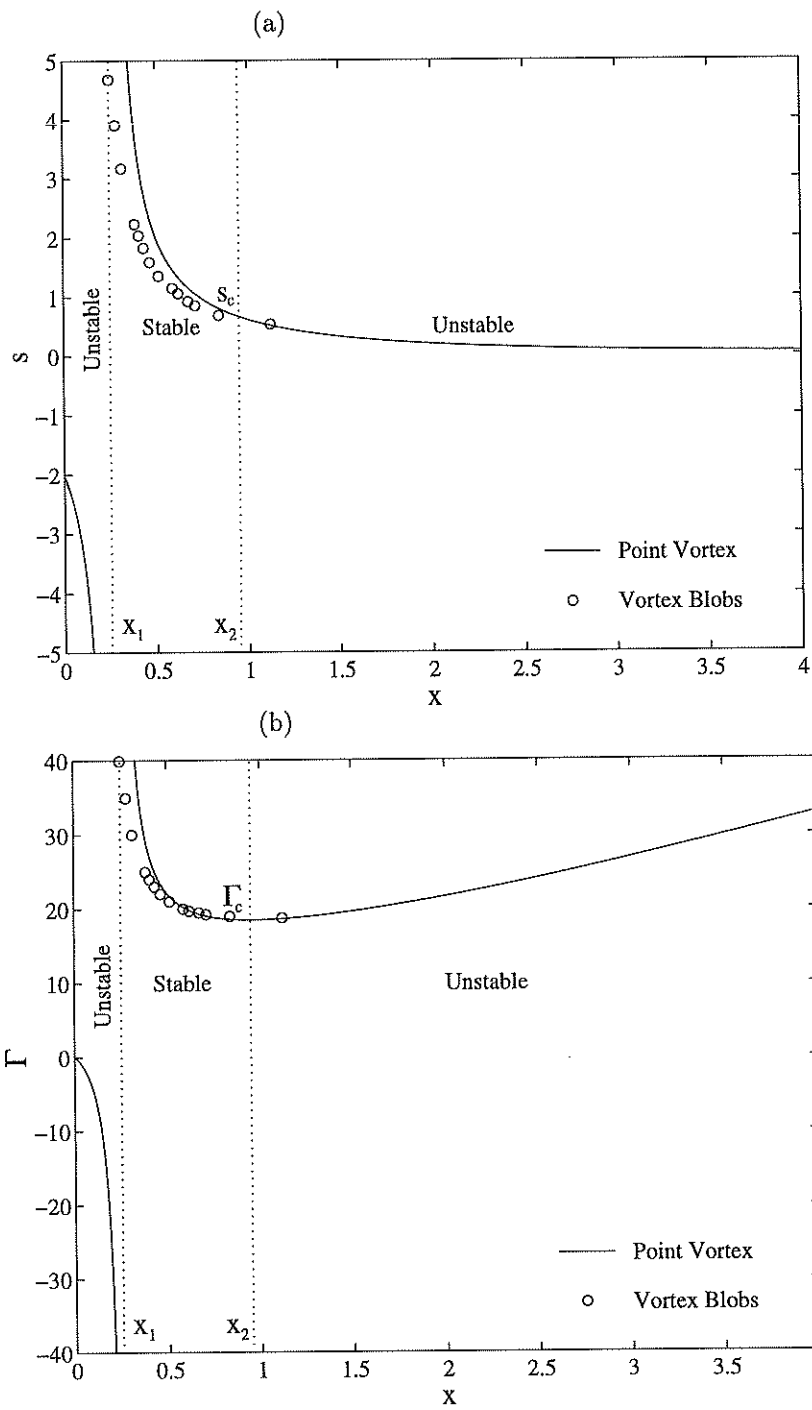 (a)
5
4
3
2
1
0
−1
−2
−3
−4
−5
s
Unstable
Stable
S_c
Unstable
Point Vortex
Vortex Blobs
X_1
X_2
0
0.5
1
1.5
2
2.5
3
3.5
4
X
(b)
40
30
20
10
0
−10
−20
−30
−40
Γ
Unstable
Stable
Γ_c
Unstable
Point Vortex
Vortex Blobs
X_1
X_2
0
0.5
1
1.5
2
2.5
3
3.5
X